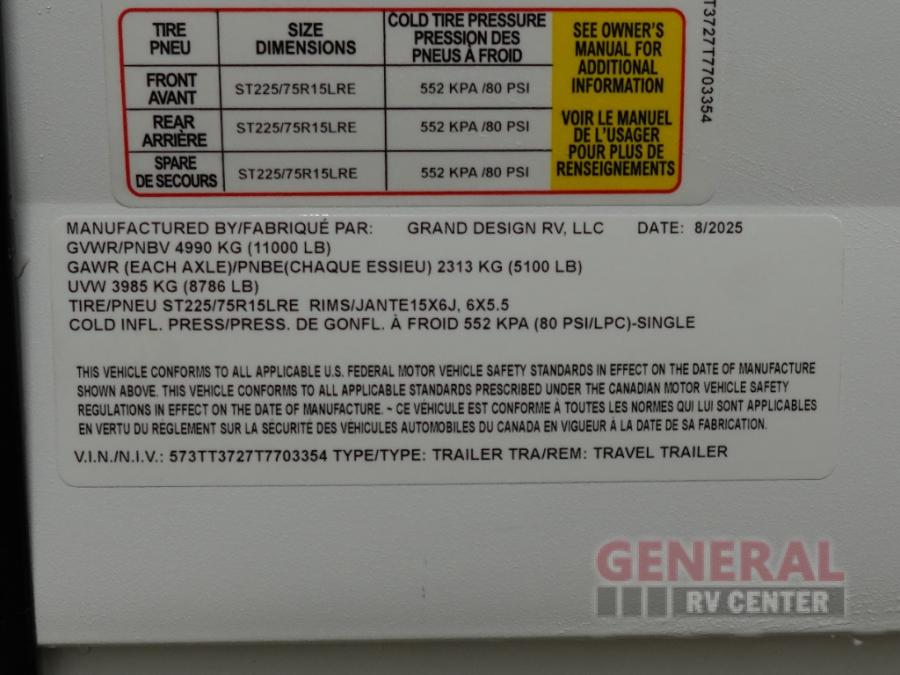 TIRE PNEU SIZE DIMENSIONS COLD TIRE PRESSURE PRESSION DES PNEUS À FROID
FRONT AVANT ST225/75R15LRE 552 KPA /80 PSI
REAR ARRIÈRE ST225/75R15LRE 552 KPA /80 PSI
SPARE DE SECOURS ST225/75R15LRE 552 KPA /80 PSI
SEE OWNER'S
MANUAL FOR
ADDITIONAL
INFORMATION
VOIR LE MANUEL
DE L'USAGER
POUR PLUS DE
RENSEIGNEMENTS
T3727T7703354
MANUFACTURED BY/FABRIQUÉ PAR: GRAND DESIGN RV, LLC DATE: 8/2025
GVWR/PNBV 4990 KG (11000 LB)
GAWR (EACH AXLE)/PNBE(CHAQUE ESSIEU) 2313 KG (5100 LB)
UVW 3985 KG (8786 LB)
TIRE/PNEU ST225/75R15LRE RIMS/JANTE15X6J, 6X5.5
COLD INFL. PRESS/PRESS. DE GONFL. À FROID 552 KPA (80 PSI/LPC)-SINGLE
THIS VEHICLE CONFORMS TO ALL APPLICABLE U.S. FEDERAL MOTOR VEHICLE SAFETY STANDARDS IN EFFECT ON THE DATE OF MANUFACTURE
SHOWN ABOVE. THIS VEHICLE CONFORMS TO ALL APPLICABLE STANDARDS PRESCRIBED UNDER THE CANADIAN MOTOR VEHICLE SAFETY
REGULATIONS IN EFFECT ON THE DATE OF MANUFACTURE. ~ CE VÉHICULE EST CONFORME À TOUTES LES NORMES QUI LUI SONT APPLICABLES
EN VERTU DU RÈGLEMENT SUR LA SÉCURITÉ DES VÉHICULES AUTOMOBILES DU CANADA EN VIGUEUR À LA DATE DE SA FABRICATION.
V.I.N./N.I.V.: 573TT3727T7703354 TYPE/TYPE: TRAILER TRA/REM: TRAVEL TRAILER
GENERAL
RV CENTER